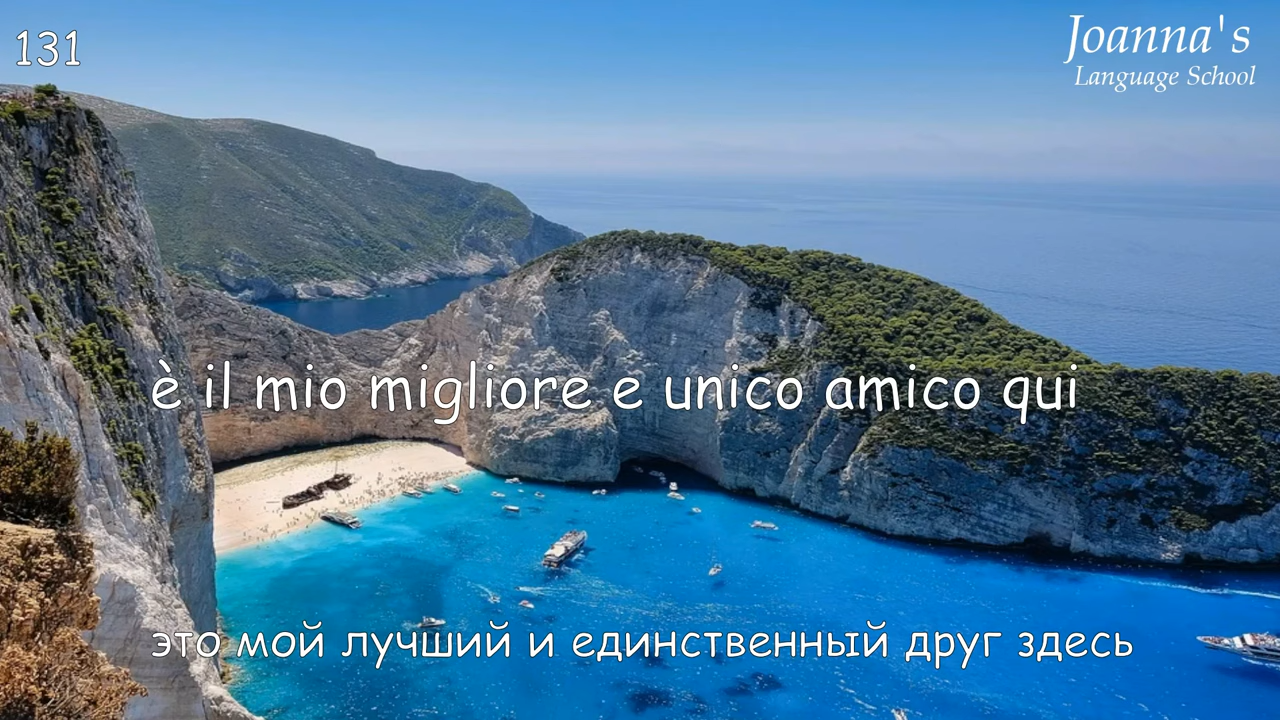 131
Joanna's
Language School
è il mio migliore e unico amico qui
это мой лучший и единственный друг здесь